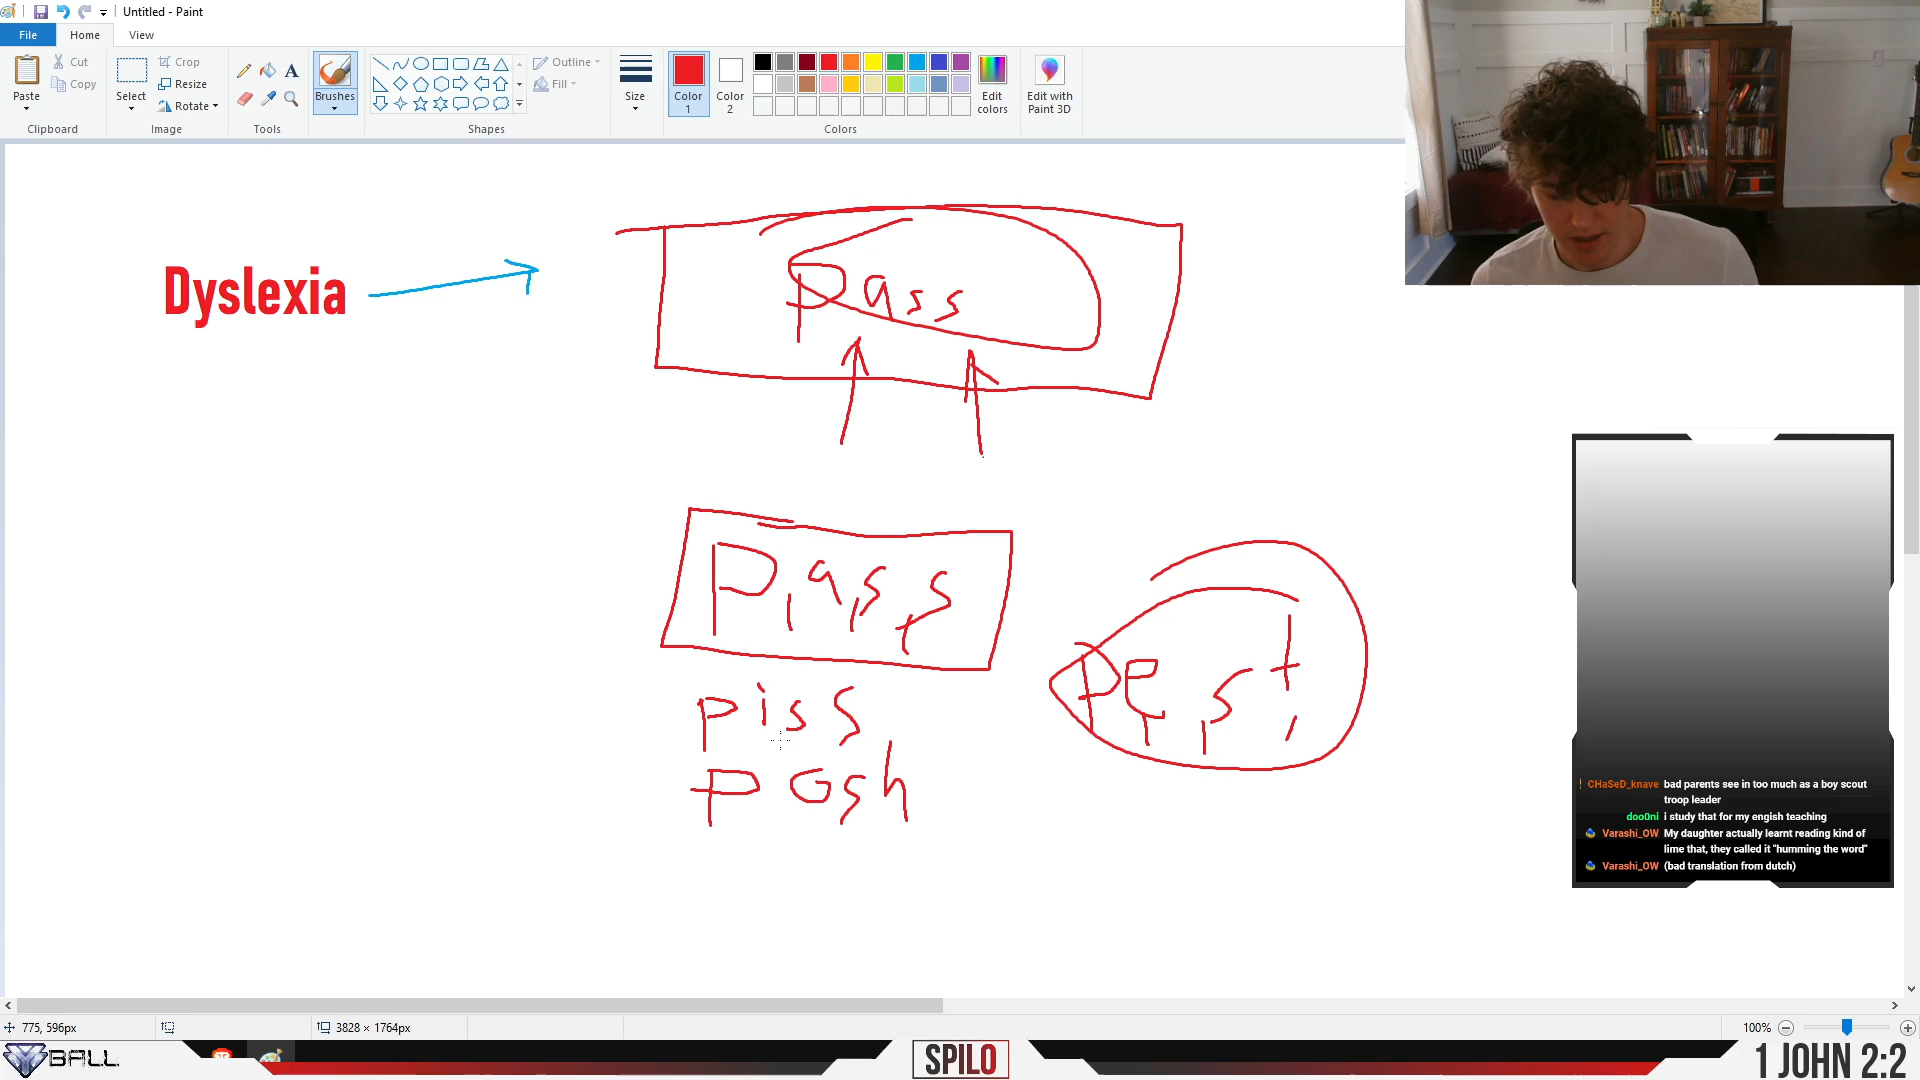 Untitled - Paint
File Home View
Paste
Cut
Copy
Clipboard
Select
Crop
Resize
Rotate
Image
Tools
Brushes
Shapes
Outline
Fill
Size
Color 1
Color 2
Colors
Edit colors
Edit with Paint 3D
Dyslexia
Pass
P,a,s,s
PesT
piss
posh
! CHaSeD_knave bad parents see in too much as a boy scout
troop leader
doo0ni i study that for my engish teaching
Varashi_OW My daughter actually learnt reading kind of
lime that, they called it "humming the word"
Varashi_OW (bad translation from dutch)
775, 596px
3828 × 1764px
100%
BALL
SPILO
1 JOHN 2:2